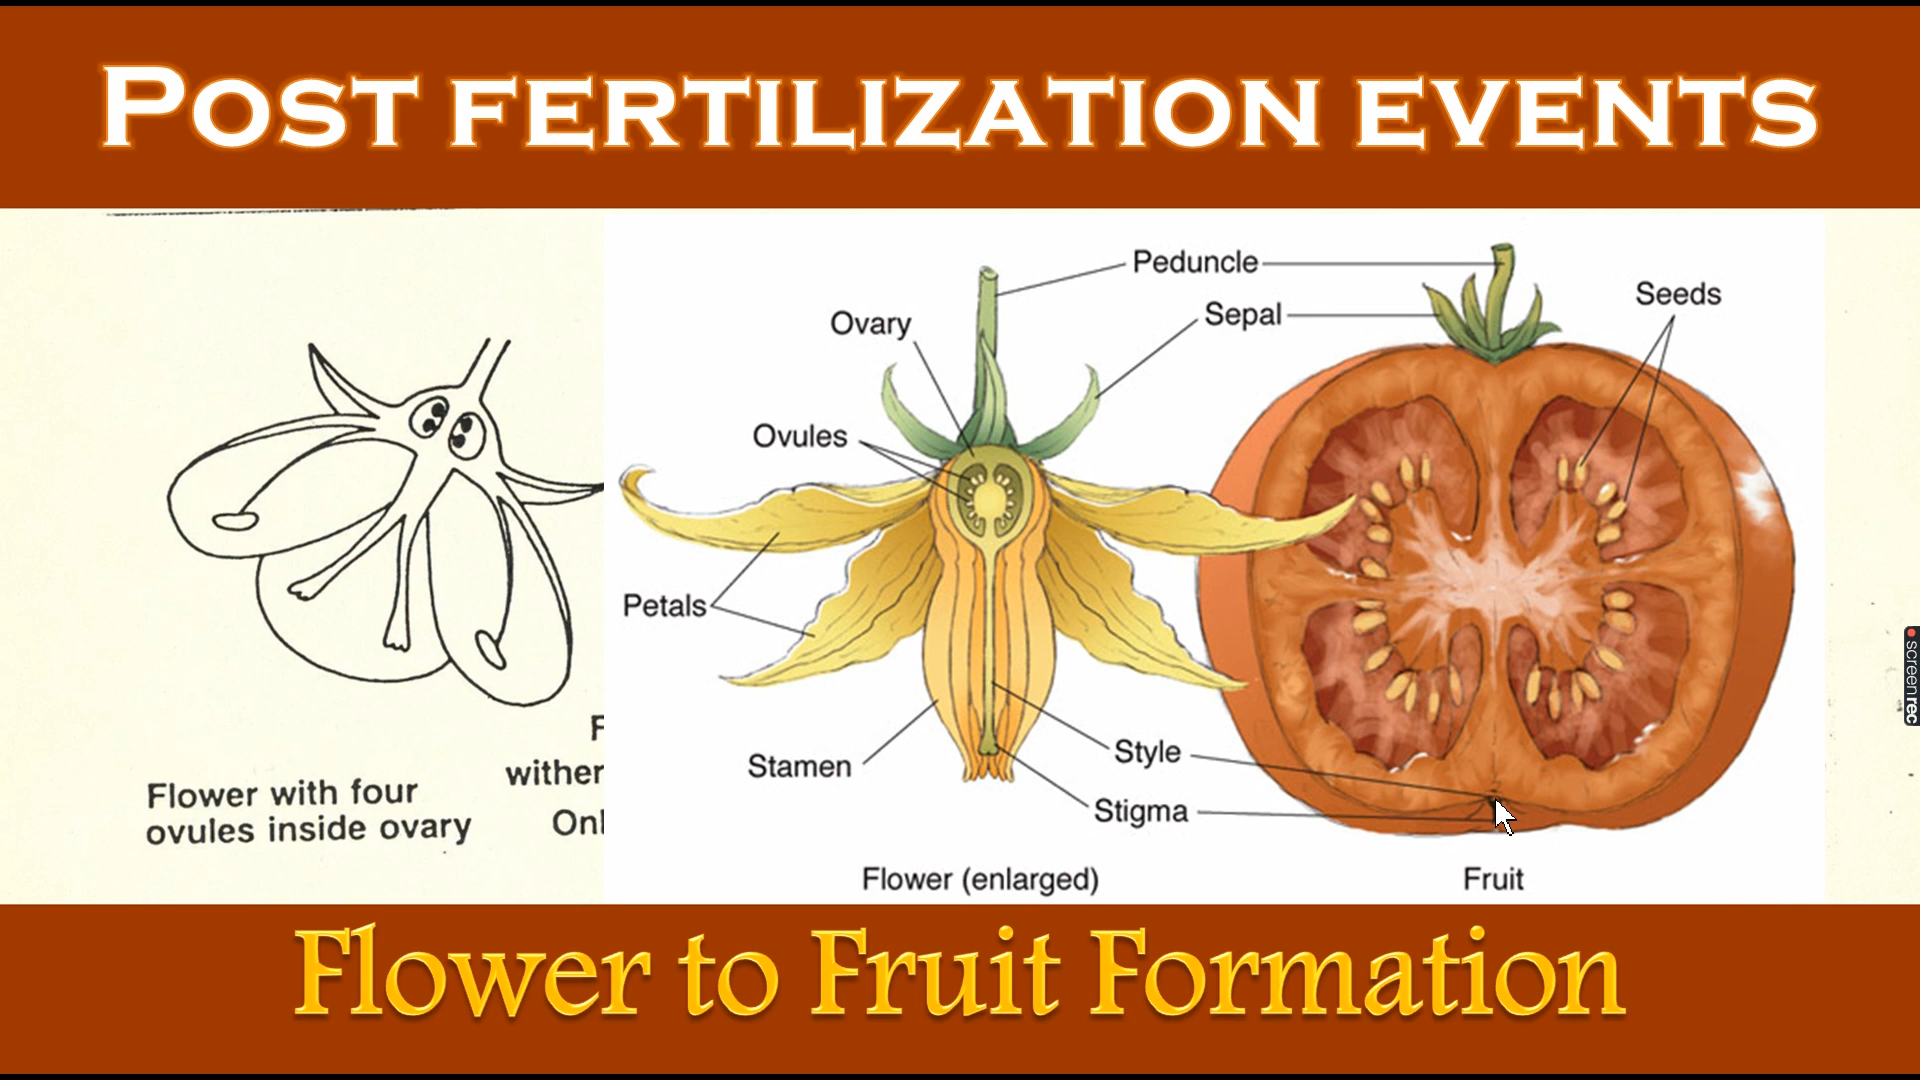 POST FERTILIZATION EVENTS
Peduncle
Sepal
Seeds
Ovary
Ovules
Petals
Stamen
Style
Stigma
Flower (enlarged)
Fruit
Flower with four
ovules inside ovary
F
wither
Onl
Flower to Fruit Formation
screenrec